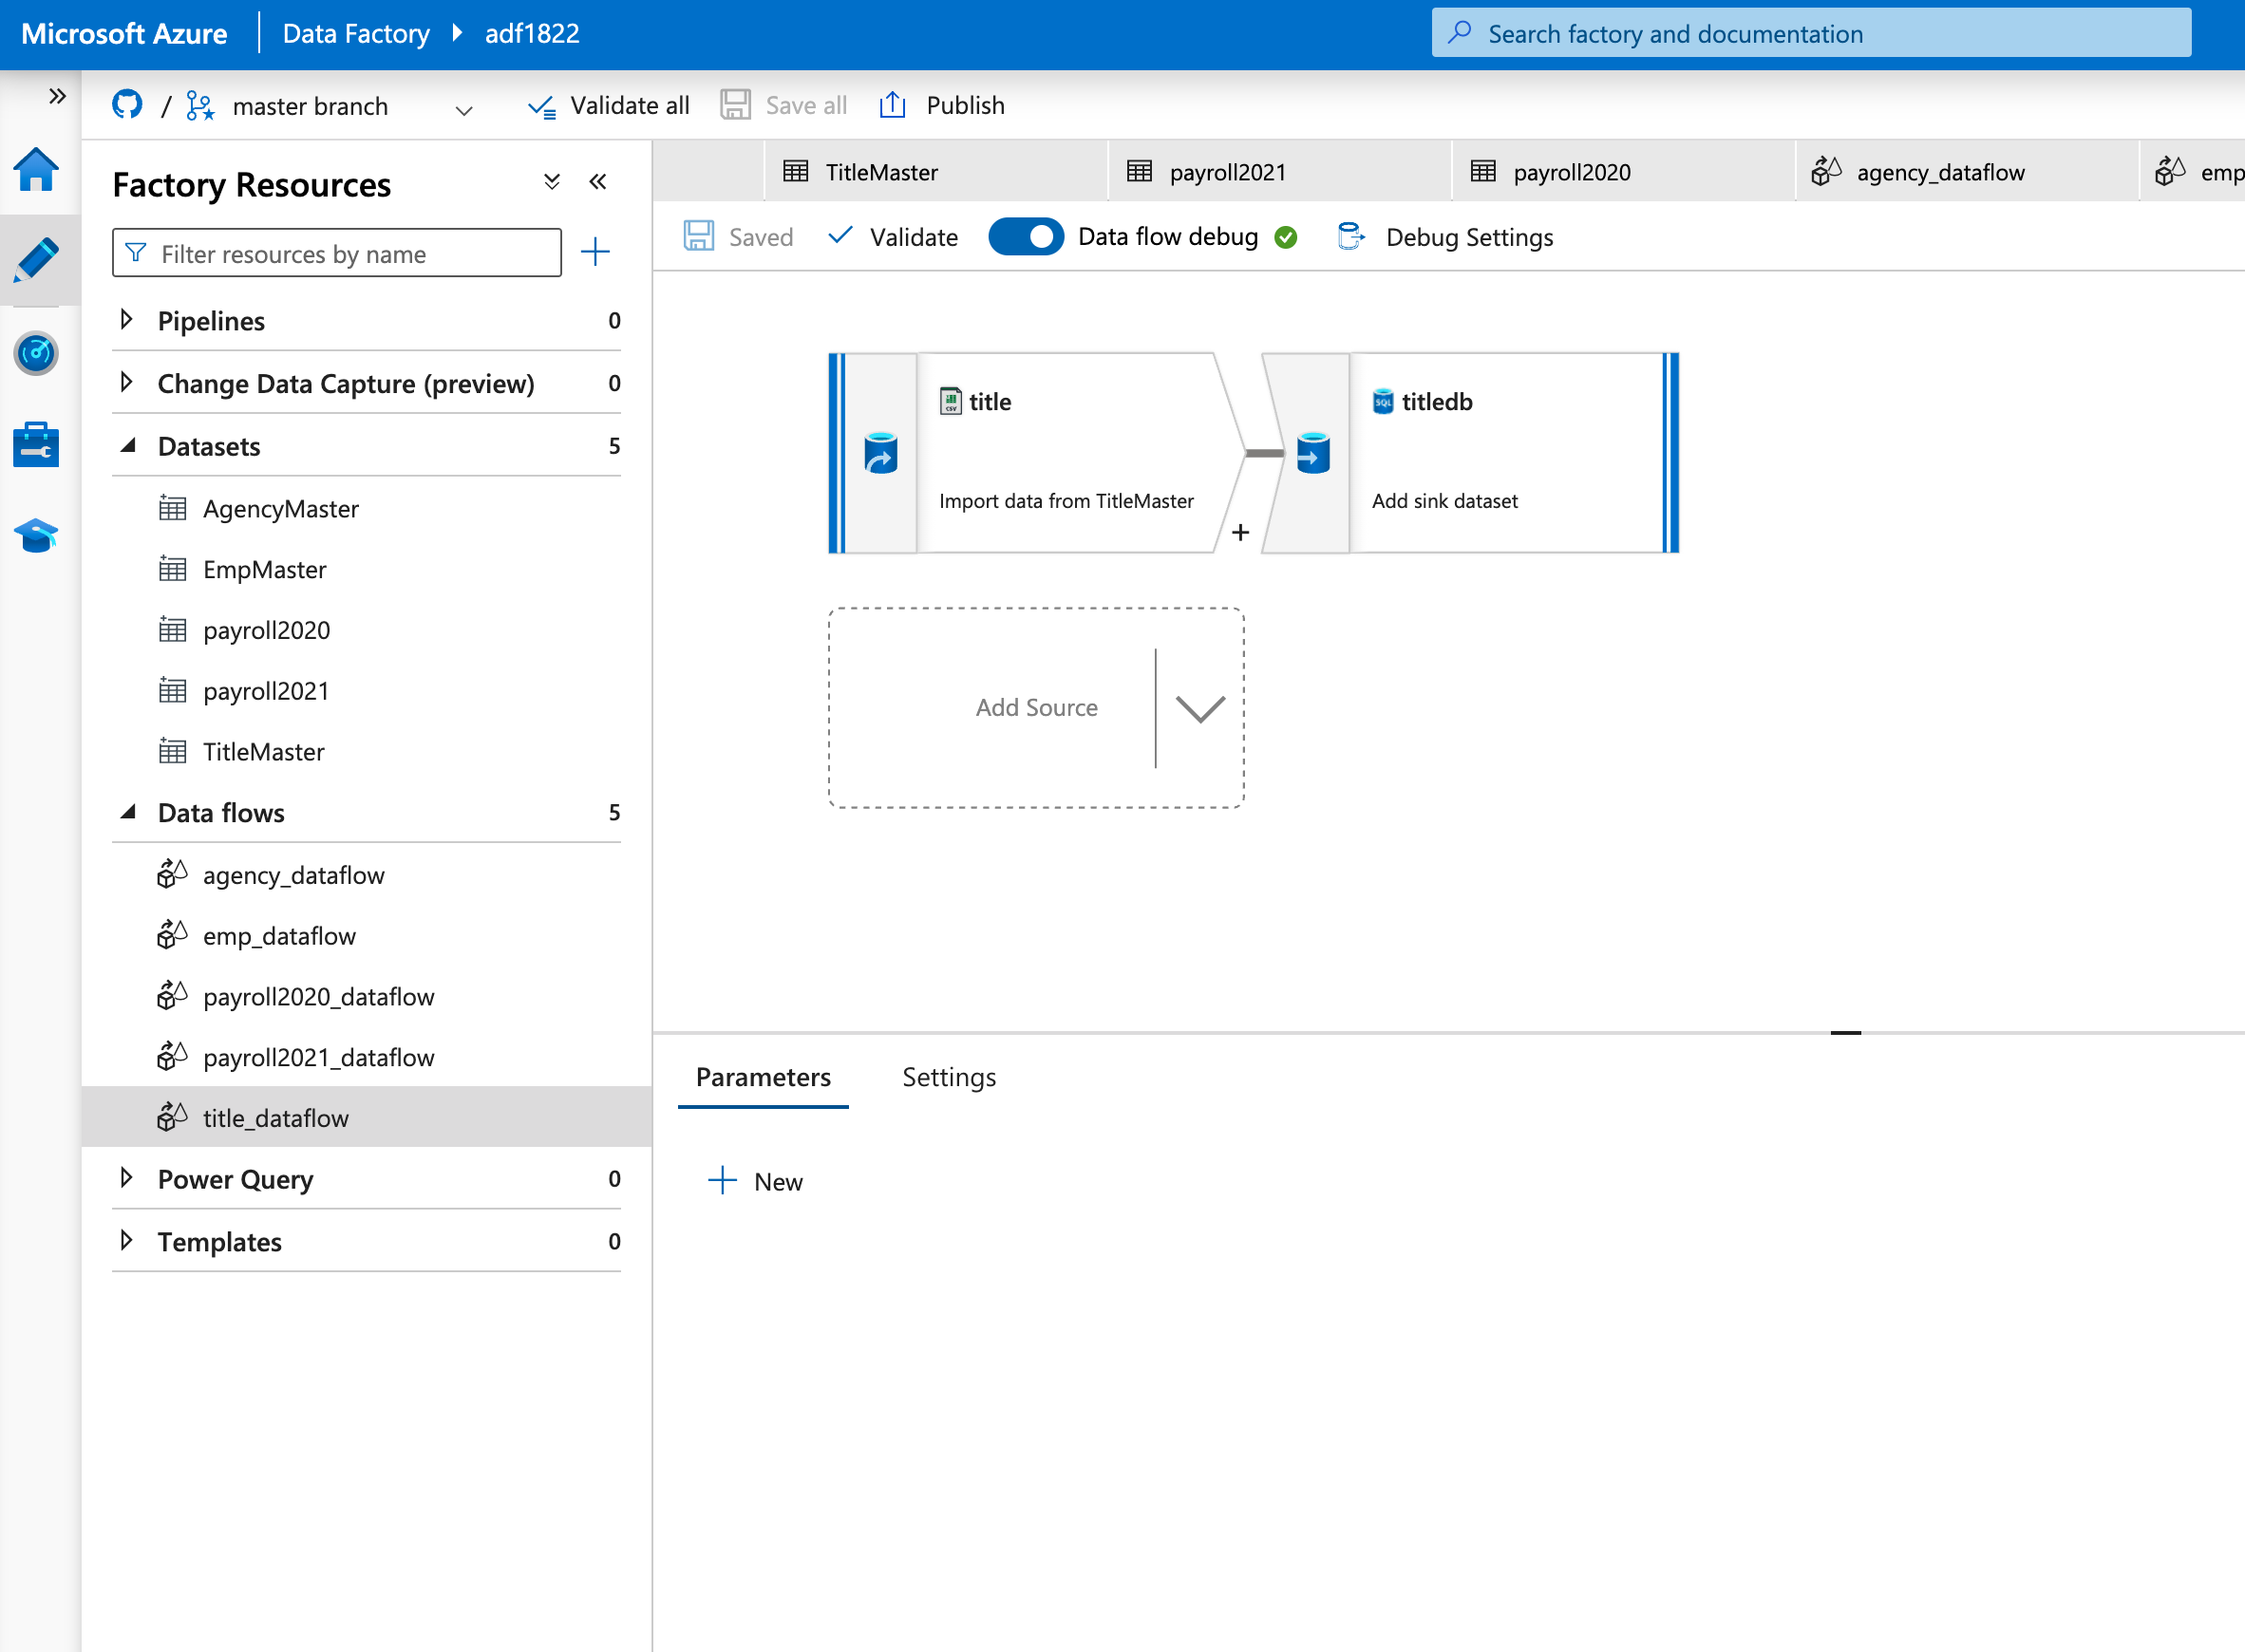 Microsoft Azure
Data Factory
adf1822
Search factory and documentation
/
master branch
Validate all
Save all
Publish
Factory Resources
Filter resources by name
Pipelines 0
Change Data Capture (preview) 0
Datasets 5
AgencyMaster
EmpMaster
payroll2020
payroll2021
TitleMaster
Data flows 5
agency_dataflow
emp_dataflow
payroll2020_dataflow
payroll2021_dataflow
title_dataflow
Power Query 0
Templates 0
TitleMaster
payroll2021
payroll2020
agency_dataflow
emp
Saved
Validate
Data flow debug
Debug Settings
CSV
title
Import data from TitleMaster
+
SQL
titledb
Add sink dataset
Add Source
Parameters
Settings
New